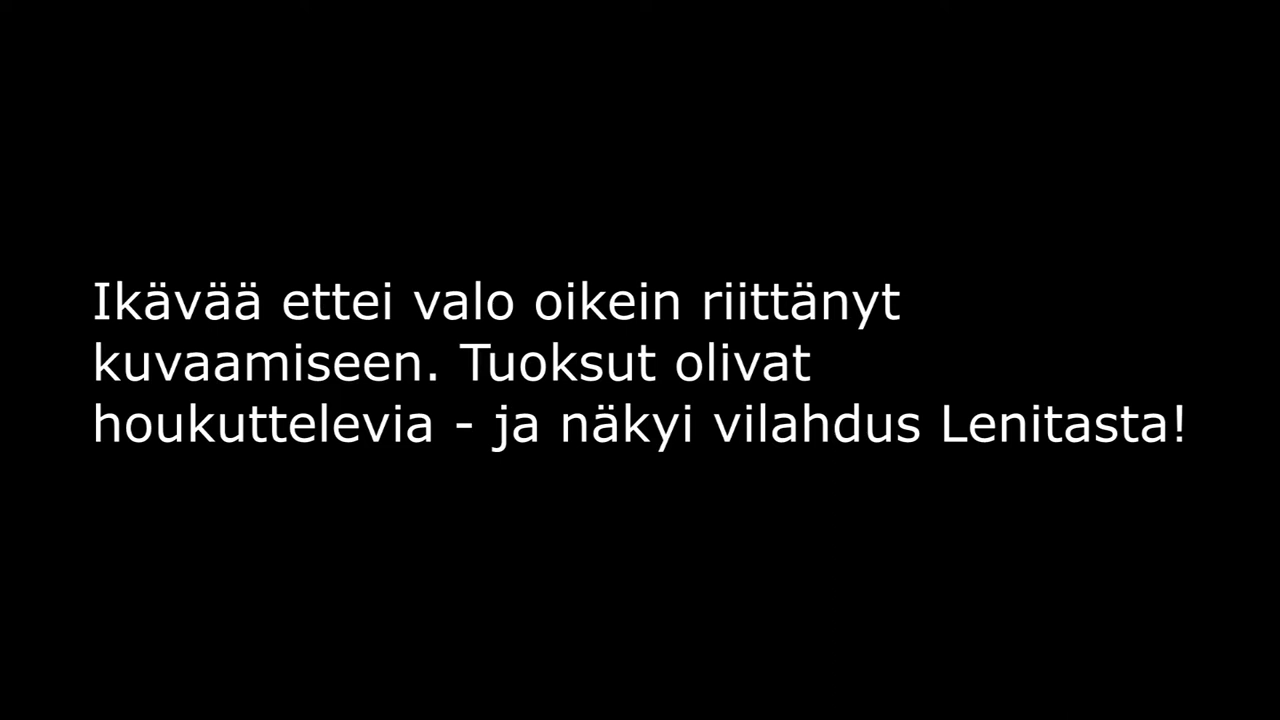 Ikävää ettei valo oikein riittänyt
kuvaamiseen. Tuoksut olivat
houkuttelevia - ja näkyi vilahdus Lenitasta!